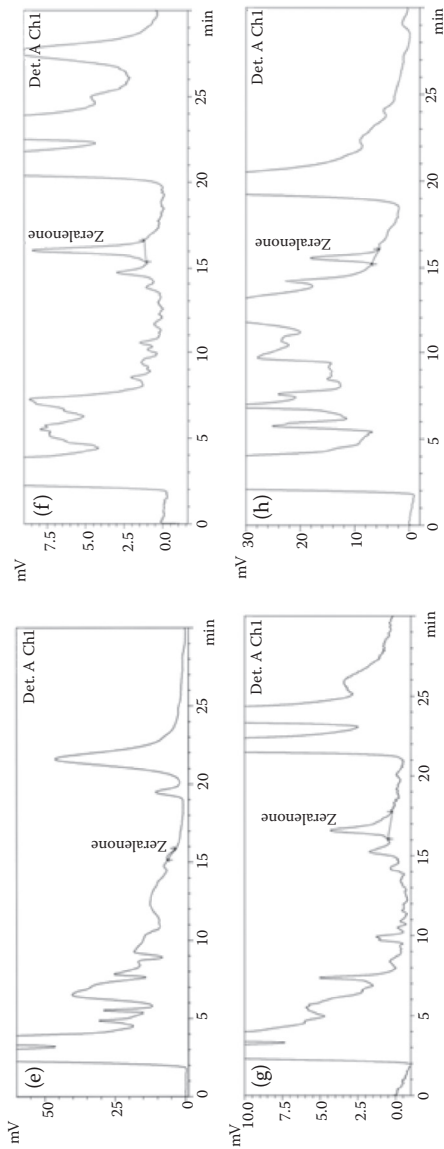 mV
(e)
Det. A Ch1
50
25
0
Zeralenone
0 5 10 15 20 25 min
mV
(f)
Det. A Ch1
7.5
5.0
2.5
0.0
Zeralenone
0 5 10 15 20 25 min
mV
10.0
(g)
Det. A Ch1
7.5
5.0
2.5
0.0
Zeralenone
0 5 10 15 20 25 min
mV
30
(h)
Det. A Ch1
20
10
0
Zeralenone
0 5 10 15 20 25 min